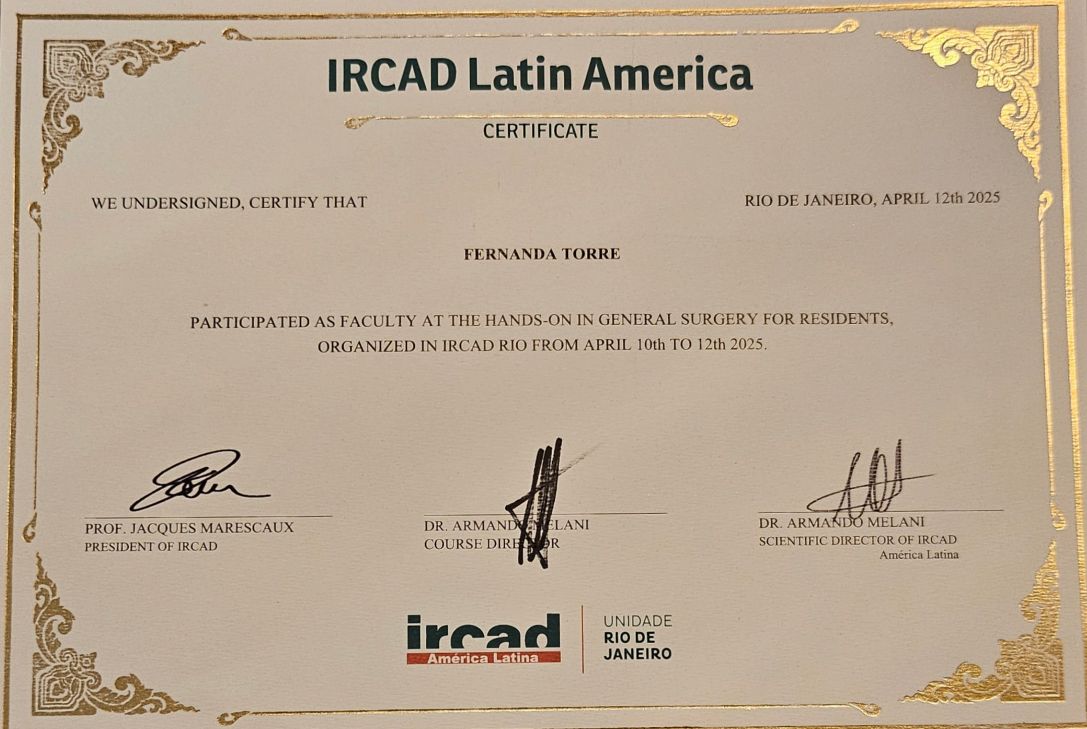 IRCAD Latin America
CERTIFICATE
WE UNDERSIGNED, CERTIFY THAT
RIO DE JANEIRO, APRIL 12th 2025
FERNANDA TORRE
PARTICIPATED AS FACULTY AT THE HANDS-ON IN GENERAL SURGERY FOR RESIDENTS,
ORGANIZED IN IRCAD RIO FROM APRIL 10th TO 12th 2025.
PROF. JACQUES MARESCAUX
PRESIDENT OF IRCAD
DR. ARMANDO MELANI
COURSE DIRECTOR
DR. ARMANDO MELANI
SCIENTIFIC DIRECTOR OF IRCAD
América Latina
ircad
América Latina
UNIDADE
RIO DE
JANEIRO